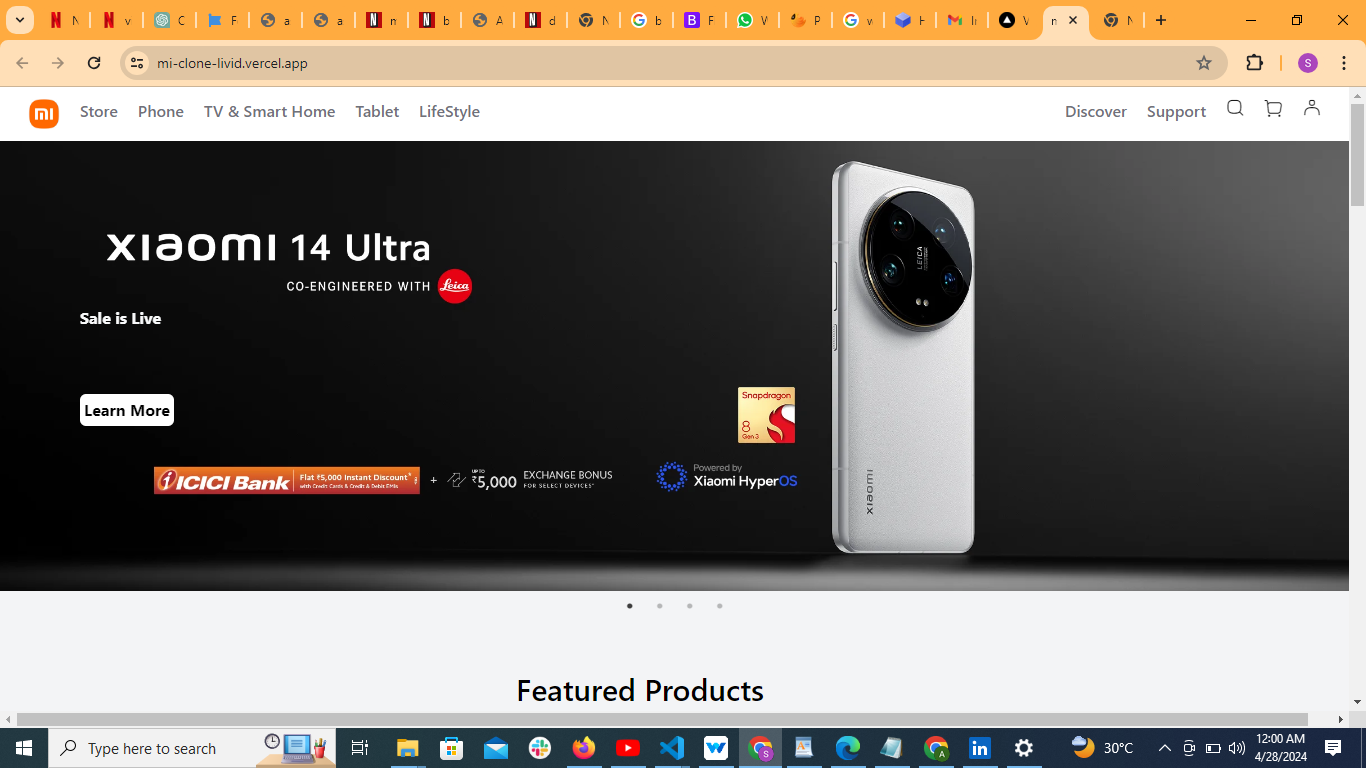 N
v
C
F
a
a
n
b
A
d
N
b
F
W
P
w
H
In
V
n
N
mi-clone-livid.vercel.app
S
mi
Store
Phone
TV & Smart Home
Tablet
LifeStyle
Discover
Support
xiaomi 14 Ultra
CO-ENGINEERED WITH Leica
Sale is Live
Learn More
Snapdragon
8
Gen 3
LEICA
xiaomi
ICICI Bank
Flat ₹5,000 Instant Discount*
with Credit Cards & Credit & Debit EMIs
+
UPTO
₹5,000
EXCHANGE BONUS
FOR SELECT DEVICES*
Powered by
Xiaomi HyperOS
Featured Products
Type here to search
30°C
12:00 AM
4/28/2024